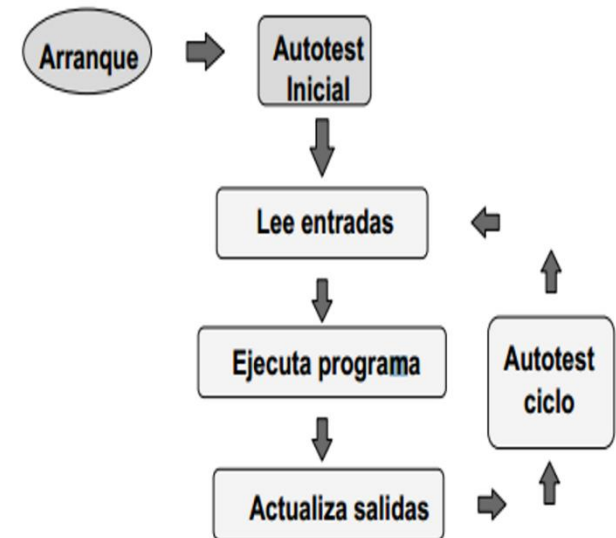 Arranque
Autotest
Inicial
Lee entradas
Ejecuta programa
Autotest
ciclo
Actualiza salidas